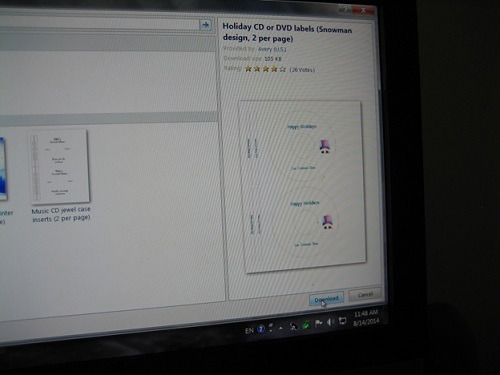 Holiday CD or DVD labels (Snowman
design, 2 per page)
Provided by: Avery (U.S.)
Download size: 105 KB
Rating:
(26 Votes)
Happy Holidays
Happy Holidays
Music CD jewel case
inserts (2 per page)
Download
Cancel
EN
11:48 AM
8/14/2014